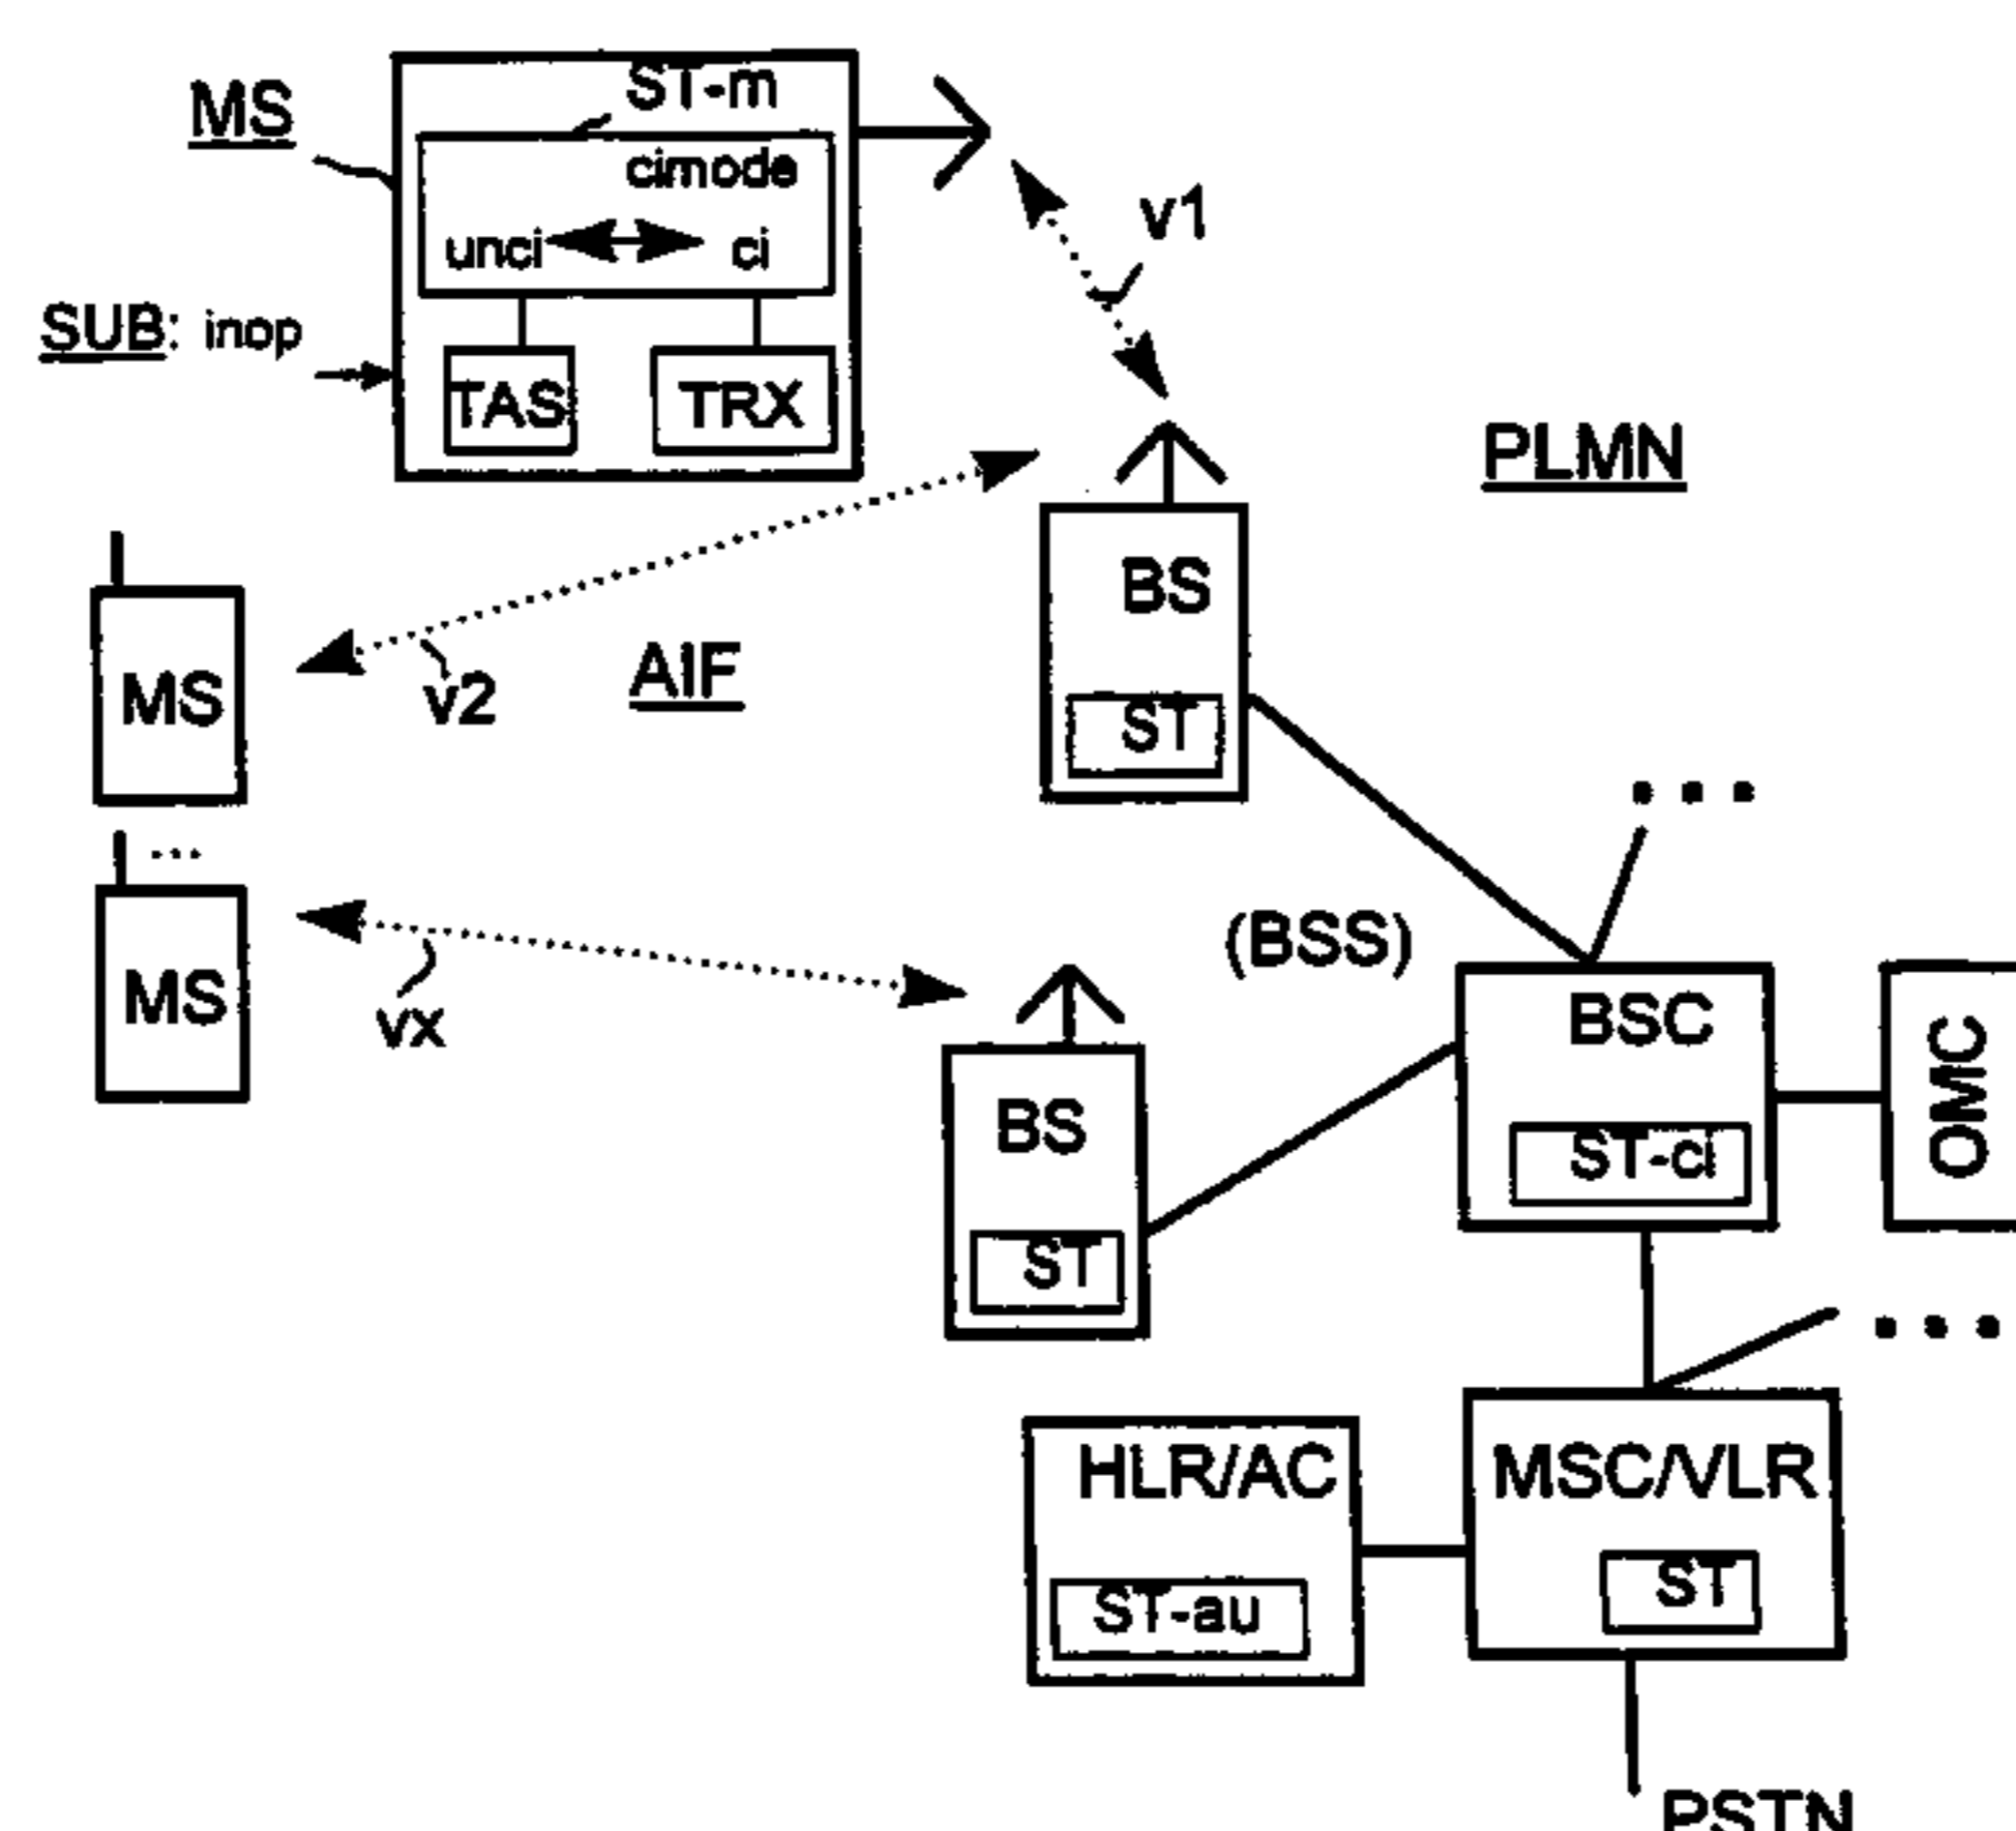 MS
ST-m
cimode
unci ci
SUB: inop
TAS TRX
v1
PLMN
BS
ST
MS
v2
AIF
...
MS
vx
(BSS)
...
BS
ST
BSC
ST-ci
OMC
...
HLR/AC
ST-au
MSC/VLR
ST
PSTN